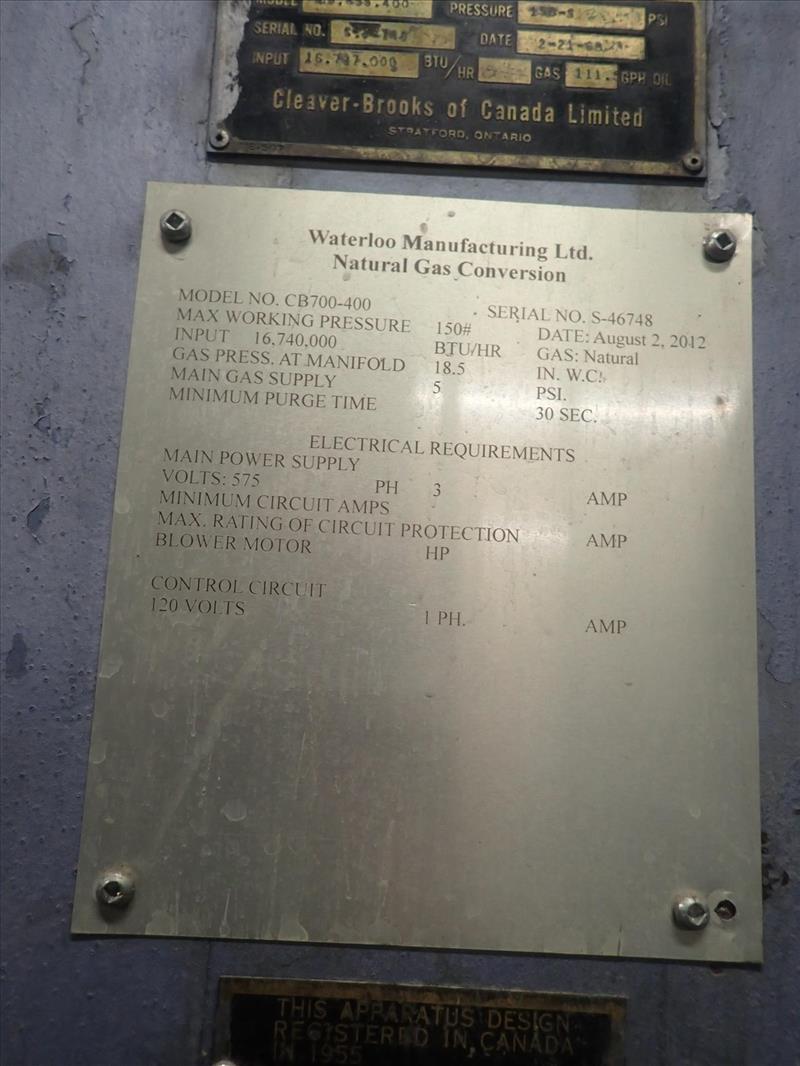 MODEL PRESSURE 150-S PSI
SERIAL NO. DATE
INPUT BTU/HR GAS 111. GPH OIL
Cleaver-Brooks of Canada Limited
STRATFORD, ONTARIO
Waterloo Manufacturing Ltd.
Natural Gas Conversion
MODEL NO. CB700-400 SERIAL NO. S-46748
MAX WORKING PRESSURE 150# DATE: August 2, 2012
INPUT 16,740,000 BTU/HR GAS: Natural
GAS PRESS. AT MANIFOLD 18.5 IN. W.C.
MAIN GAS SUPPLY 5 PSI.
MINIMUM PURGE TIME 30 SEC.
ELECTRICAL REQUIREMENTS
MAIN POWER SUPPLY
VOLTS: 575 PH 3
MINIMUM CIRCUIT AMPS AMP
MAX. RATING OF CIRCUIT PROTECTION AMP
BLOWER MOTOR HP
CONTROL CIRCUIT
120 VOLTS 1 PH. AMP
THIS APPARATUS DESIGN
REGISTERED IN CANADA
IN 1955